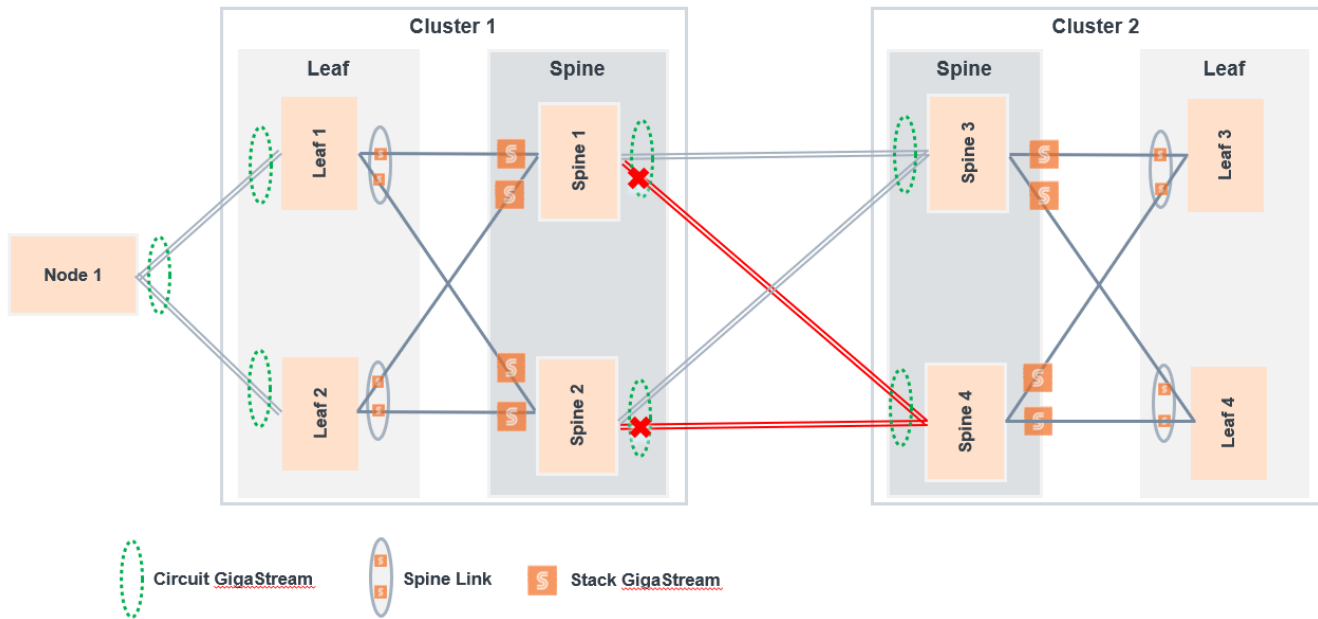 Cluster 1
Cluster 2
Leaf
Spine
Spine
Leaf
Leaf 1
Spine 1
Spine 3
Leaf 3
Node 1
Leaf 2
Spine 2
Spine 4
Leaf 4
Circuit GigaStream
Spine Link
Stack GigaStream